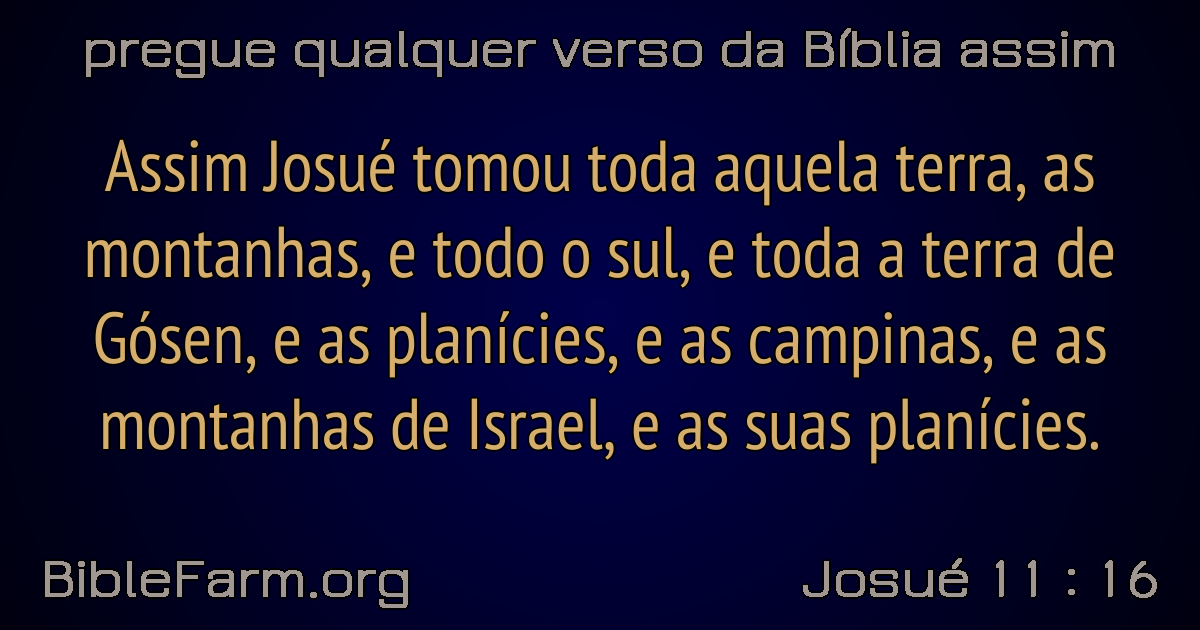 pregue qualquer verso da Bíblia assim
Assim Josué tomou toda aquela terra, as
montanhas, e todo o sul, e toda a terra de
Gósen, e as planícies, e as campinas, e as
montanhas de Israel, e as suas planícies.
BibleFarm.org
Josué 11 : 16